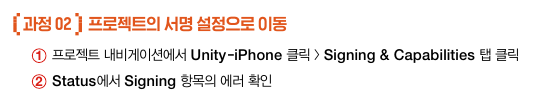 [과정 02] 프로젝트의 서명 설정으로 이동
① 프로젝트 내비게이션에서 Unity-iPhone 클릭 > Signing & Capabilities 탭 클릭
② Status에서 Signing 항목의 에러 확인